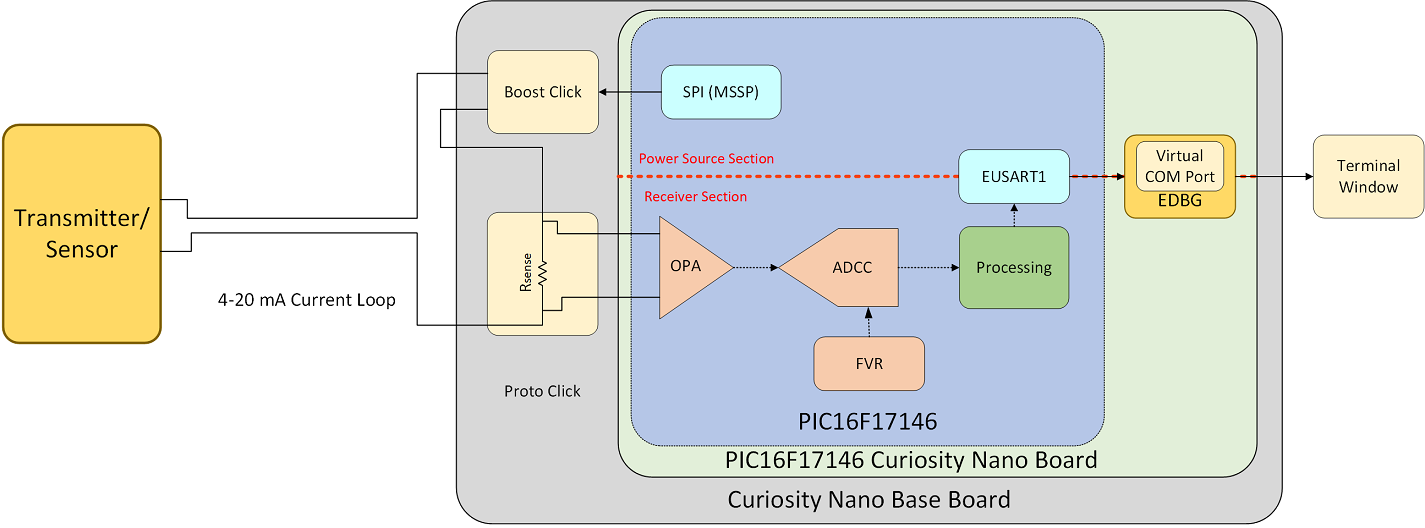 Boost Click
SPI (MSSP)
Power Source Section
Receiver Section
EUSART1
Virtual
COM Port
EDBG
Terminal
Window
Transmitter/
Sensor
4-20 mA Current Loop
Rsense
OPA
ADCC
Processing
FVR
Proto Click
PIC16F17146
PIC16F17146 Curiosity Nano Board
Curiosity Nano Base Board